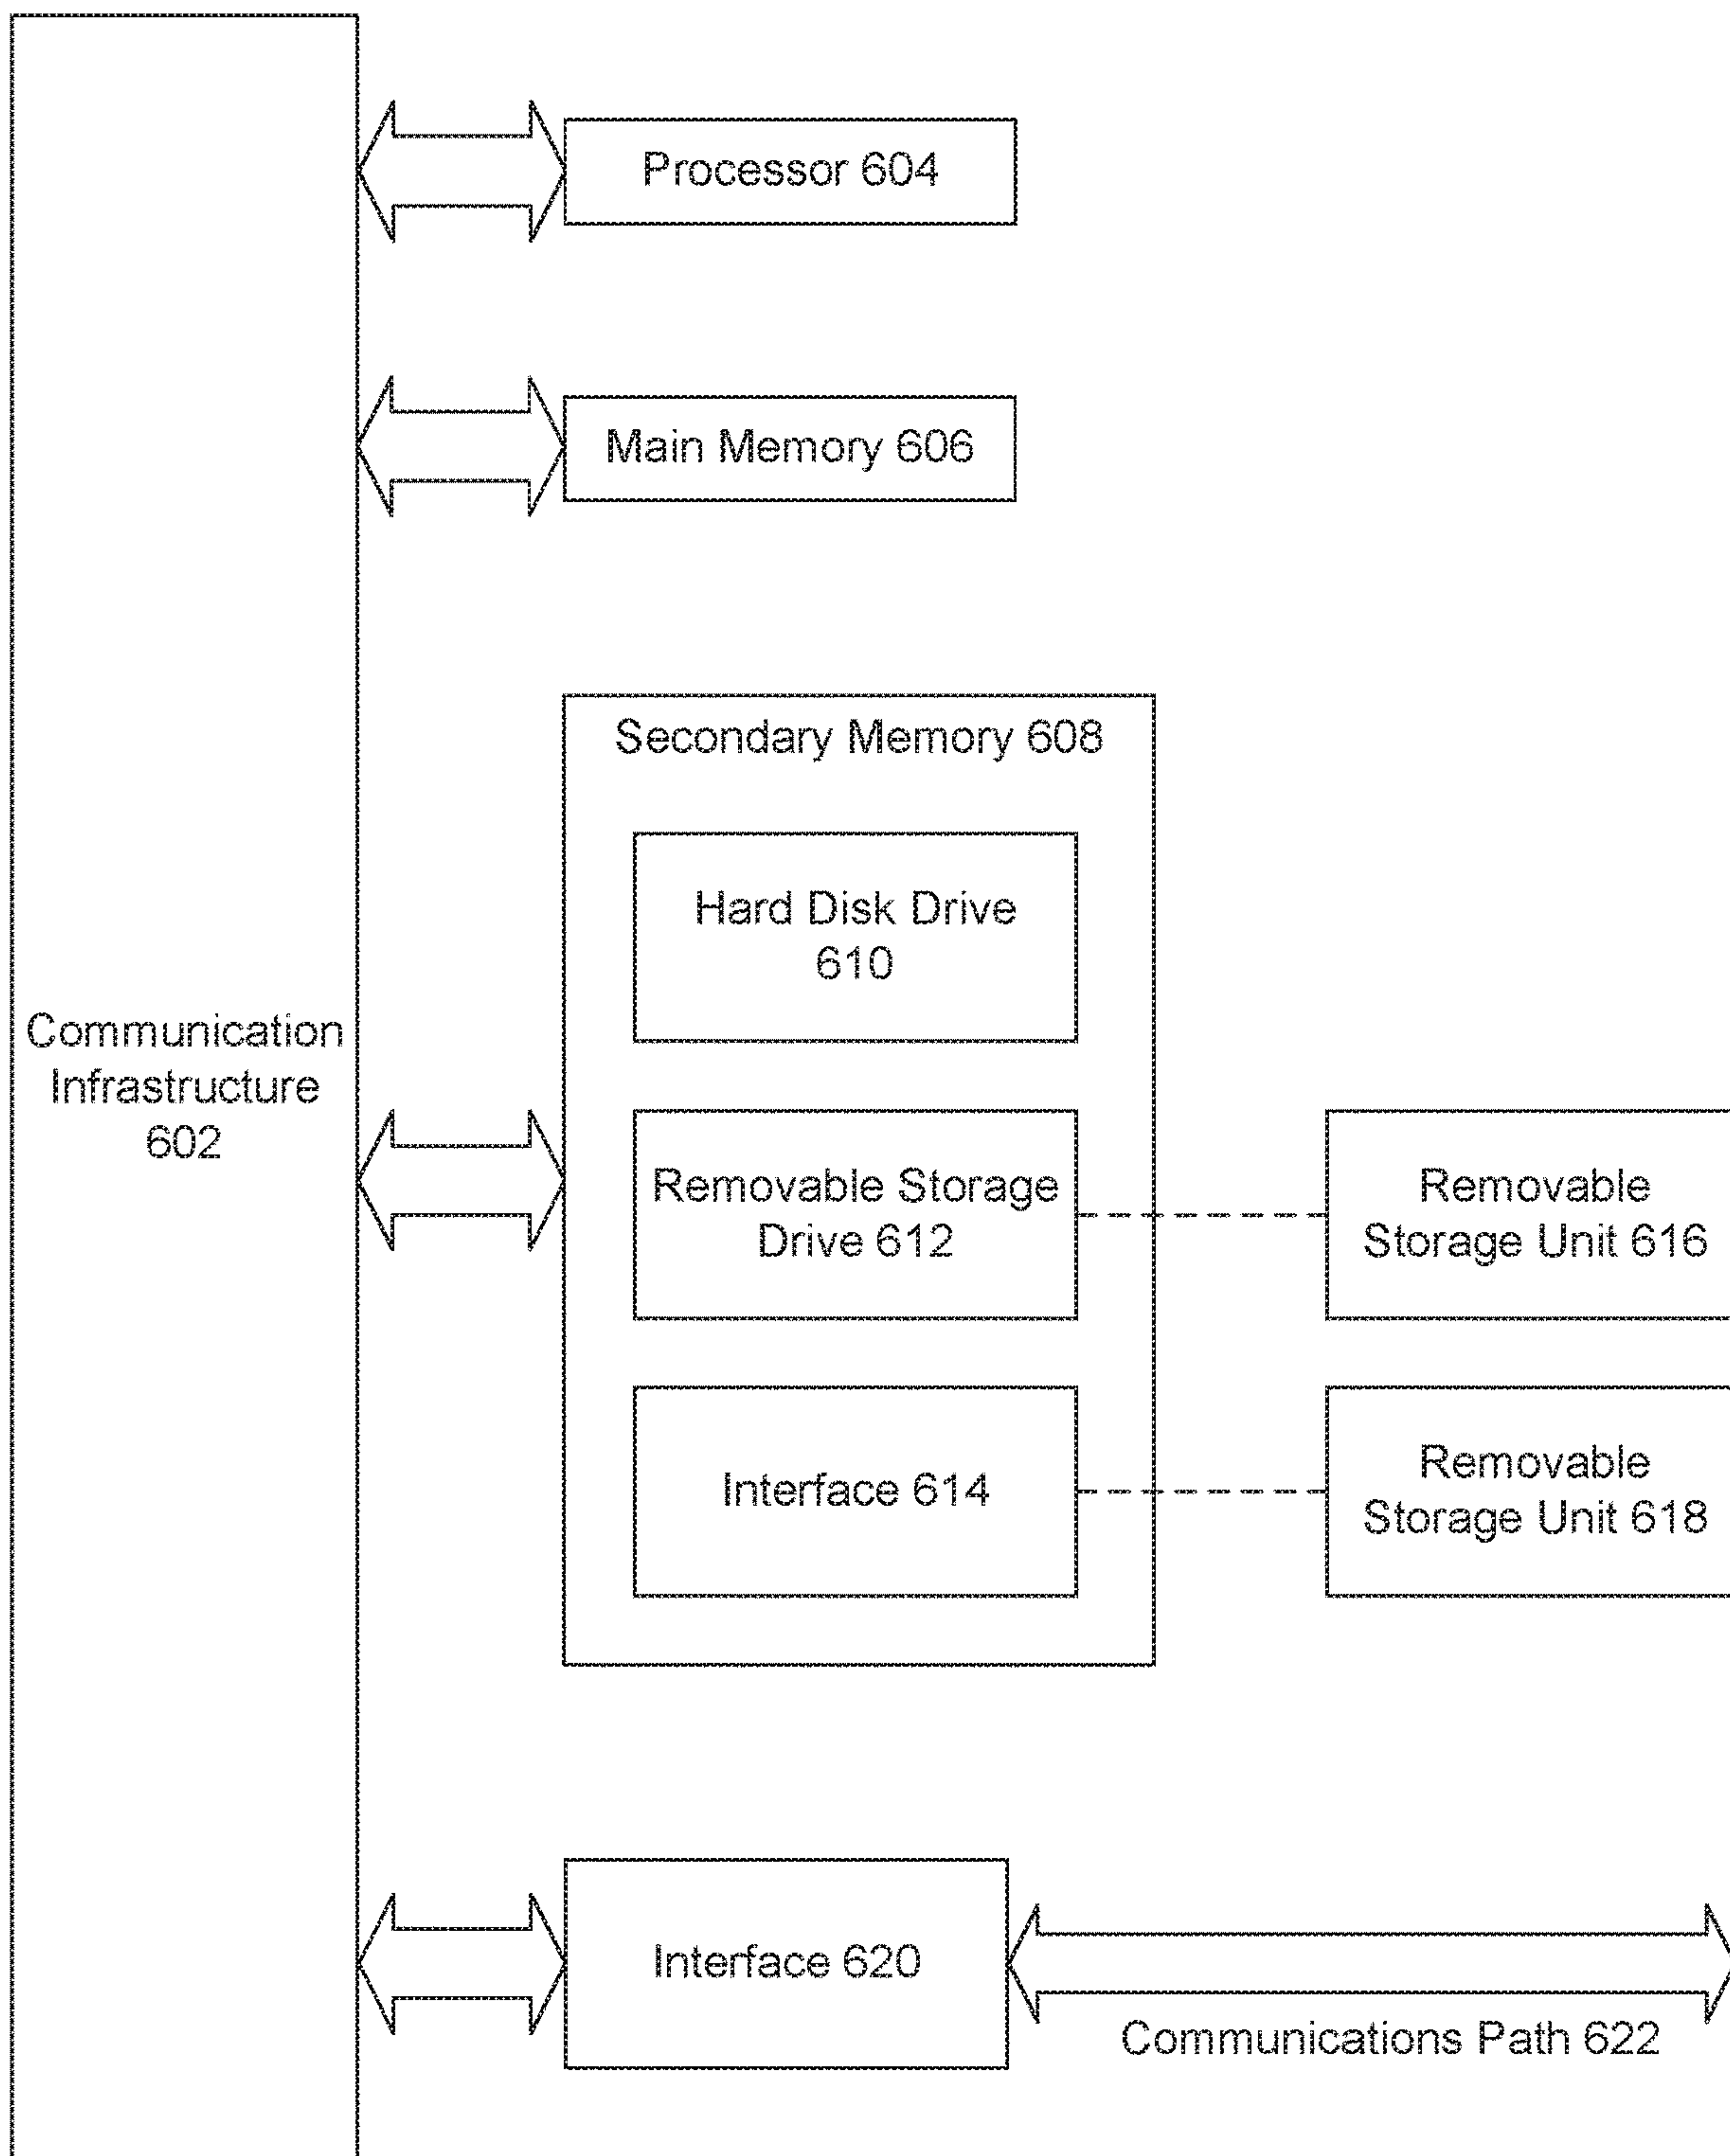 Processor 604
Main Memory 606
Secondary Memory 608
Hard Disk Drive
610
Communication
Infrastructure
602
Removable Storage
Drive 612
Removable
Storage Unit 616
Interface 614
Removable
Storage Unit 618
Interface 620
Communications Path 622